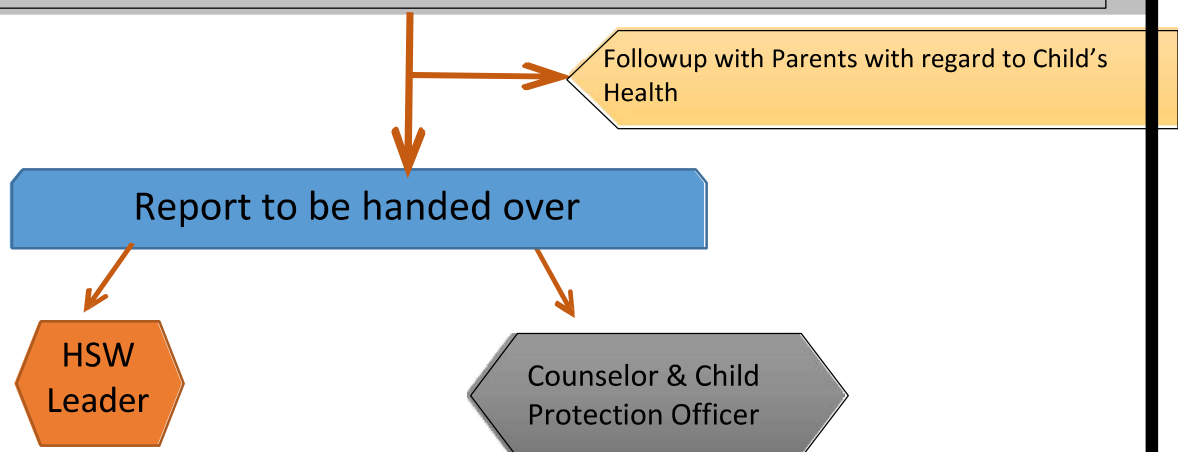 Followup with Parents with regard to Child’s
Health
Report to be handed over
HSW
Leader
Counselor & Child
Protection Officer